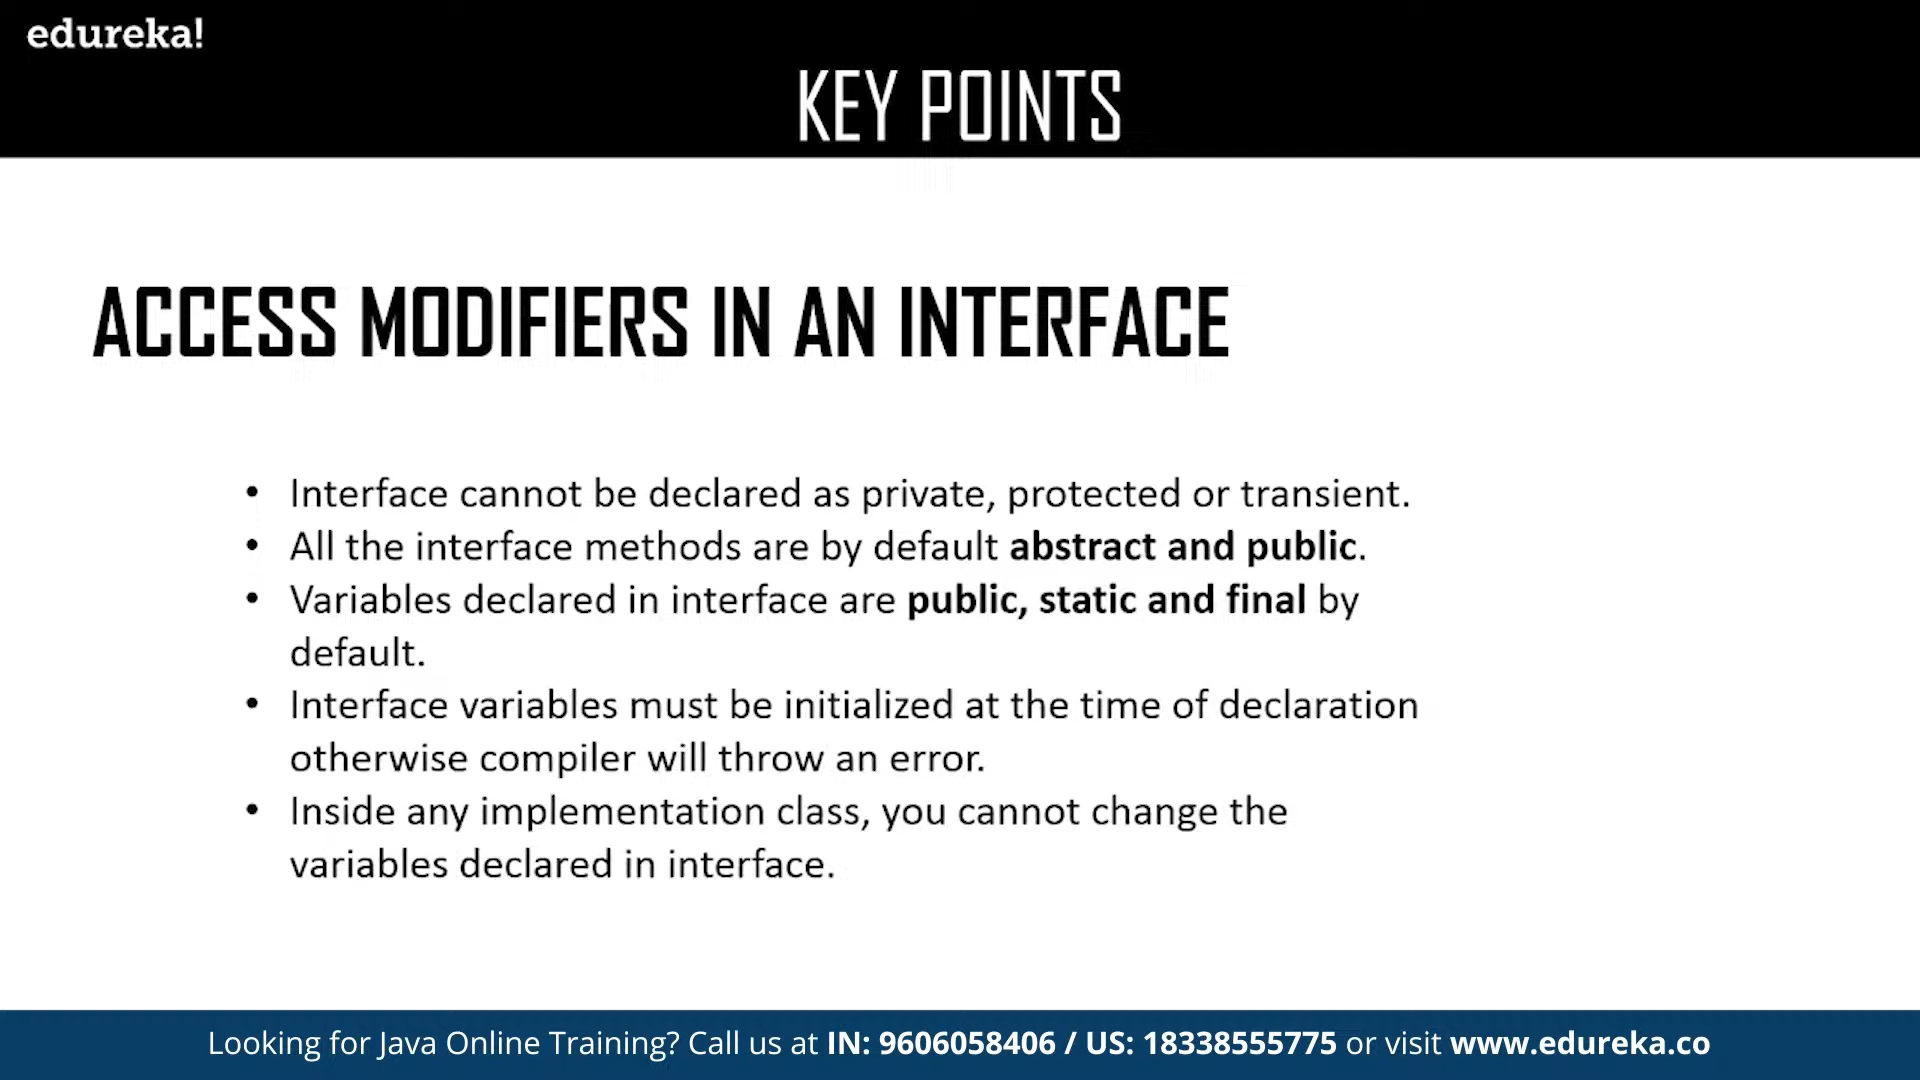 edureka!
KEY POINTS
ACCESS MODIFIERS IN AN INTERFACE
• Interface cannot be declared as private, protected or transient.
• All the interface methods are by default abstract and public.
• Variables declared in interface are public, static and final by
default.
• Interface variables must be initialized at the time of declaration
otherwise compiler will throw an error.
• Inside any implementation class, you cannot change the
variables declared in interface.
Looking for Java Online Training? Call us at IN: 9606058406 / US: 18338555775 or visit www.edureka.co